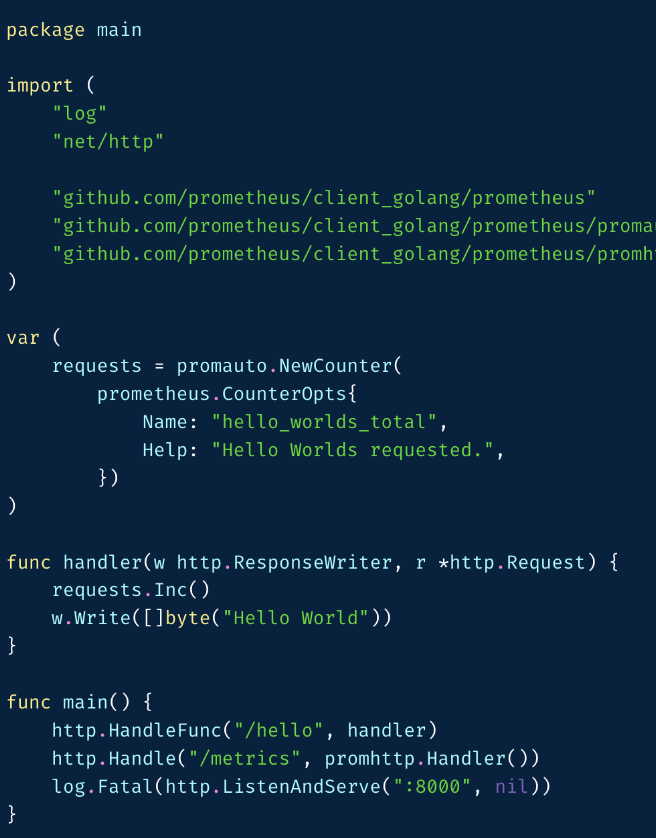 package main
import (
"log"
"net/http"
"github.com/prometheus/client_golang/prometheus"
"github.com/prometheus/client_golang/prometheus/proma
"github.com/prometheus/client_golang/prometheus/promh
)
var (
requests = promauto.NewCounter(
prometheus.CounterOpts{
Name: "hello_worlds_total",
Help: "Hello Worlds requested.",
})
)
func handler(w http.ResponseWriter, r *http.Request) {
requests.Inc()
w.Write([]byte("Hello World"))
}
func main() {
http.HandleFunc("/hello", handler)
http.Handle("/metrics", promhttp.Handler())
log.Fatal(http.ListenAndServe(":8000", nil))
}